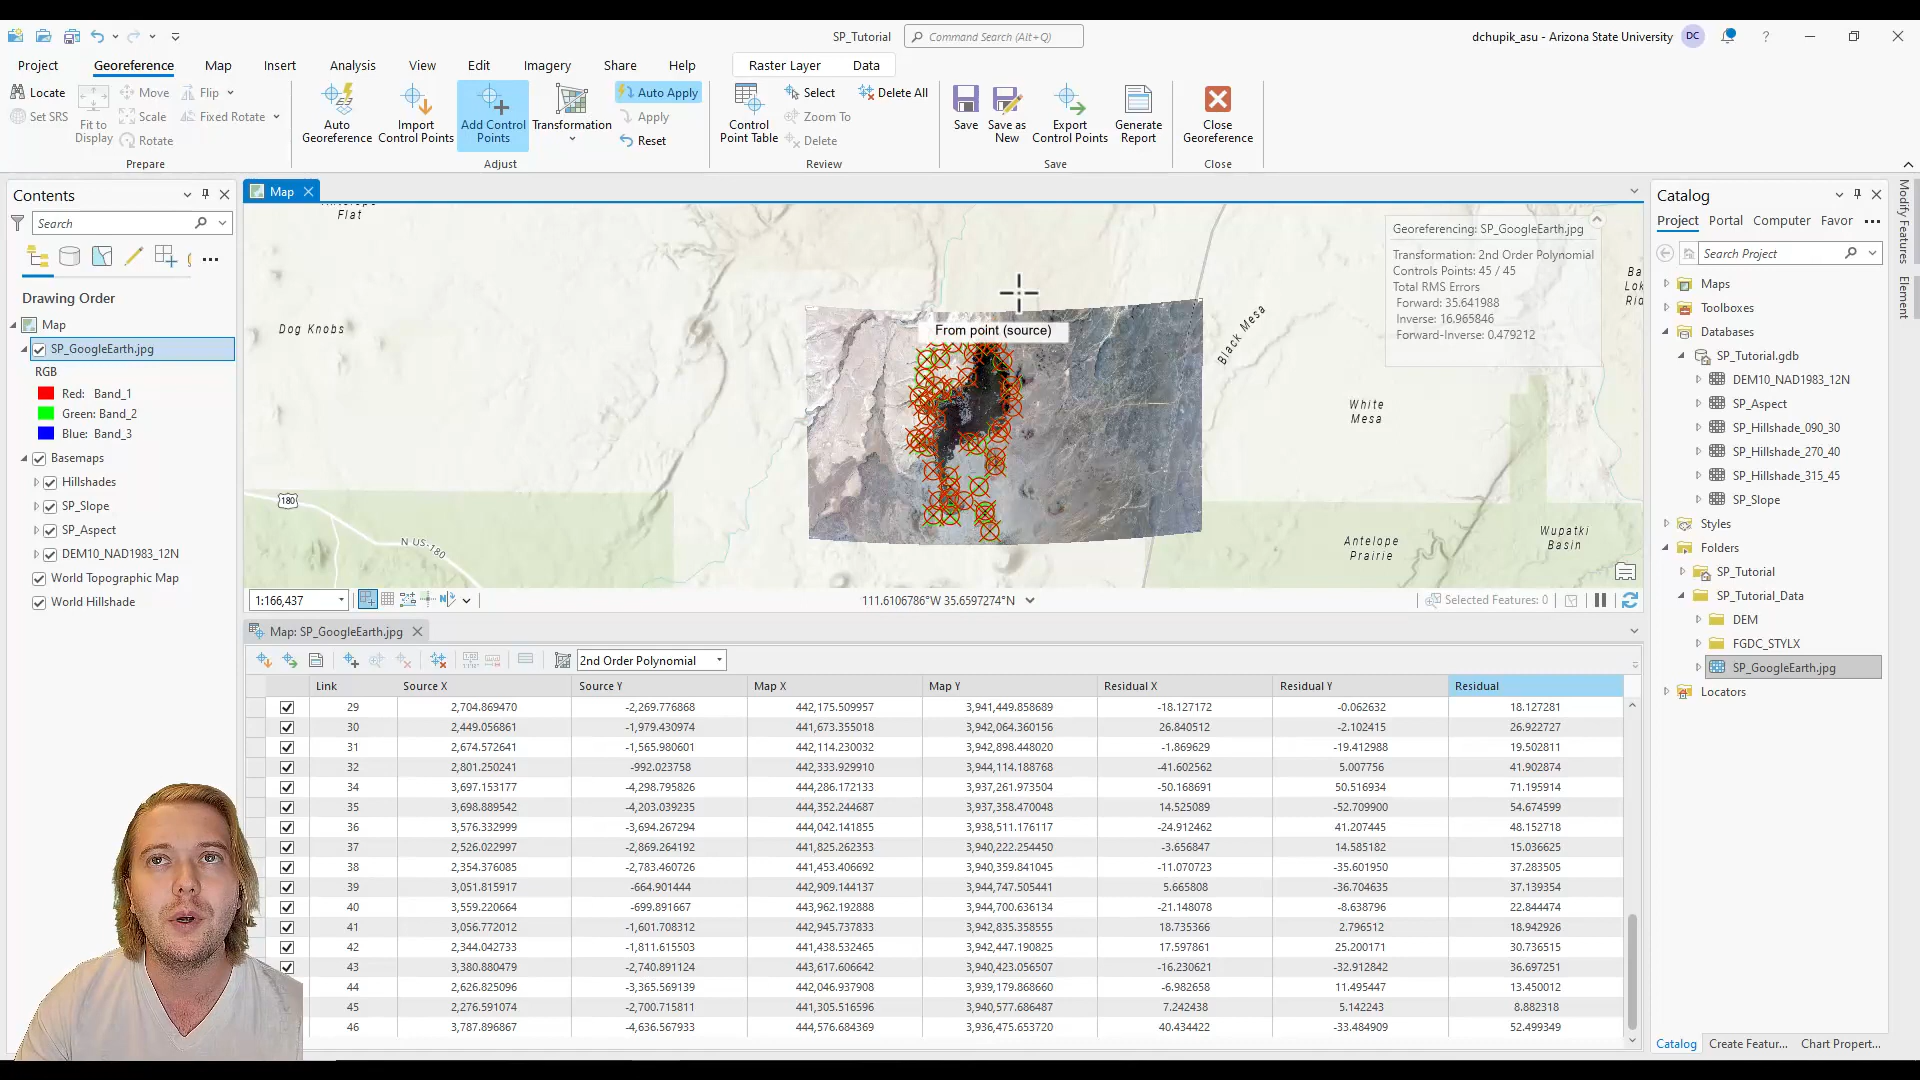 SP_Tutorial
Command Search (Alt+Q)
dchupik_asu - Arizona State University
DC
?
Project
Georeference
Map
Insert
Analysis
View
Edit
Imagery
Share
Help
Raster Layer
Data
Locate
Set SRS
Fit to Display
Move
Scale
Rotate
Flip
Fixed Rotate
Prepare
Auto Georeference
Import Control Points
Add Control Points
Transformation
Auto Apply
Apply
Reset
Adjust
Control Point Table
Select
Zoom To
Delete
Delete All
Review
Save
Save as New
Export Control Points
Generate Report
Save
Close Georeference
Close
Contents
Search
Drawing Order
Map
SP_GoogleEarth.jpg
RGB
Red: Band_1
Green: Band_2
Blue: Band_3
Basemaps
Hillshades
SP_Slope
SP_Aspect
DEM10_NAD1983_12N
World Topographic Map
World Hillshade
Map
Flat
Dog Knobs
180
N US-180
Black Mesa
White Mesa
Antelope Prairie
Wupatki Basin
From point (source)
Georeferencing: SP_GoogleEarth.jpg
Transformation: 2nd Order Polynomial
Controls Points: 45 / 45
Total RMS Errors
Forward: 35.641988
Inverse: 16.965846
Forward-Inverse: 0.479212
1:166,437
111.6106786°W 35.6597274°N
Selected Features: 0
Map: SP_GoogleEarth.jpg
2nd Order Polynomial
Link Source X Source Y Map X Map Y Residual X Residual Y Residual
29 2,704.869470 -2,269.776868 442,175.509957 3,941,449.858689 -18.127172 -0.062632 18.127281
30 2,449.056861 -1,979.430974 441,673.355018 3,942,064.360156 26.840512 -2.102415 26.922727
31 2,674.572641 -1,565.980601 442,114.230032 3,942,898.448020 -1.869629 -19.412988 19.502811
32 2,801.250241 -992.023758 442,333.929910 3,944,114.188768 -41.602562 5.007756 41.902874
34 3,697.153177 -4,298.795826 444,286.172133 3,937,261.973504 -50.168691 50.516934 71.195914
35 3,698.889542 -4,203.039235 444,352.244687 3,937,358.470048 14.525089 -52.709900 54.674599
36 3,576.332999 -3,694.267294 444,042.141855 3,938,511.176117 -24.912462 41.207445 48.152718
37 2,526.022997 -2,869.264192 441,825.262353 3,940,222.254450 -3.656847 14.585182 15.036625
38 2,354.376085 -2,783.460726 441,453.406692 3,940,359.841045 -11.070723 -35.601950 37.283505
39 3,051.815917 -664.901444 442,909.144137 3,944,747.505441 5.665808 -36.704635 37.139354
40 3,559.220664 -699.891667 443,962.192888 3,944,700.636134 -21.148078 -8.638796 22.844474
41 3,056.772012 -1,601.708312 442,945.737833 3,942,835.358555 18.735366 2.796512 18.942926
42 2,344.042733 -1,811.615503 441,438.532465 3,942,447.190825 17.597861 25.200171 30.736515
43 3,380.880479 -2,740.891124 443,617.606642 3,940,423.056507 -16.230621 -32.912842 36.697251
44 2,626.825096 -3,365.569139 442,046.937908 3,939,179.868660 -6.982658 11.495447 13.450012
45 2,276.591074 -2,700.715811 441,305.516596 3,940,577.686487 7.242438 5.142243 8.882318
46 3,787.896867 -4,636.567933 444,576.684369 3,936,475.653720 40.434422 -33.484909 52.499349
Catalog
Project
Portal
Computer
Favor
Search Project
Maps
Toolboxes
Databases
SP_Tutorial.gdb
DEM10_NAD1983_12N
SP_Aspect
SP_Hillshade_090_30
SP_Hillshade_270_40
SP_Hillshade_315_45
SP_Slope
Styles
Folders
SP_Tutorial
SP_Tutorial_Data
DEM
FGDC_STYLX
SP_GoogleEarth.jpg
Locators
Catalog
Create Featur...
Chart Propert...
Modify Features
Element